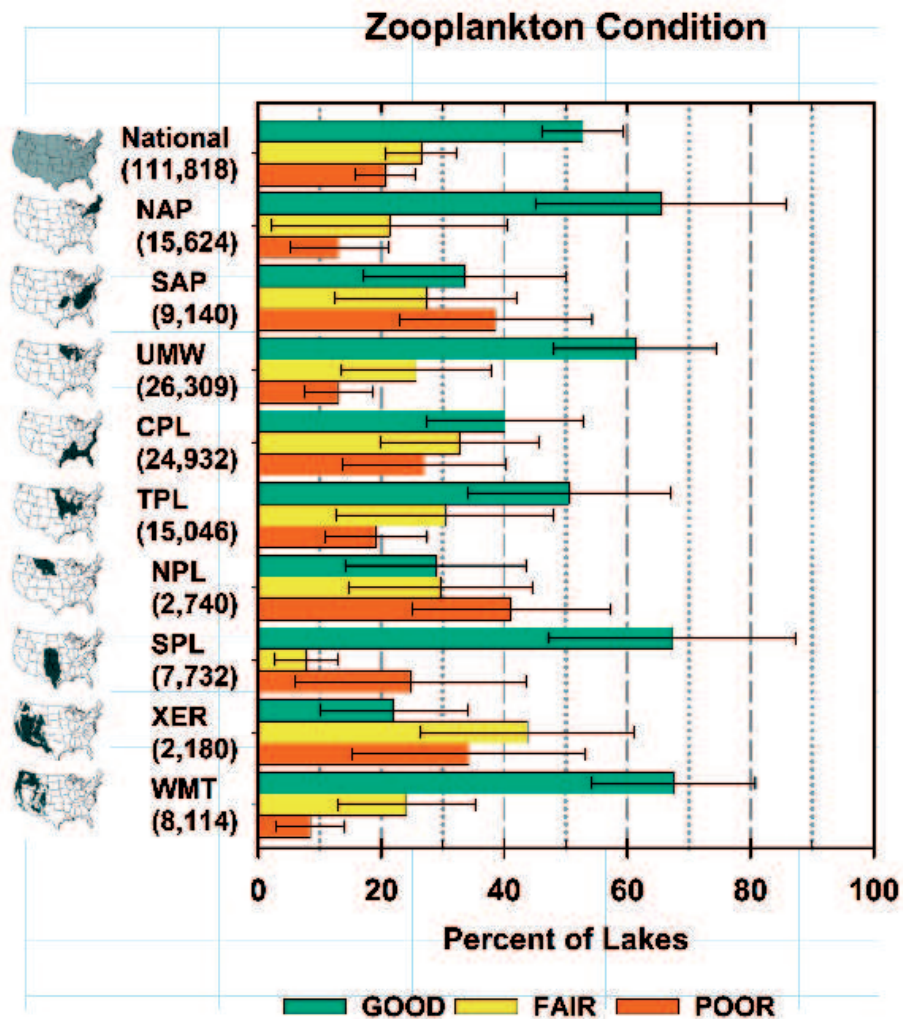 Zooplankton Condition
National
(111,818)
NAP
(15,624)
SAP
(9,140)
UMW
(26,309)
CPL
(24,932)
TPL
(15,046)
NPL
(2,740)
SPL
(7,732)
XER
(2,180)
WMT
(8,114)
0 20 40 60 80 100
Percent of Lakes
GOOD FAIR POOR